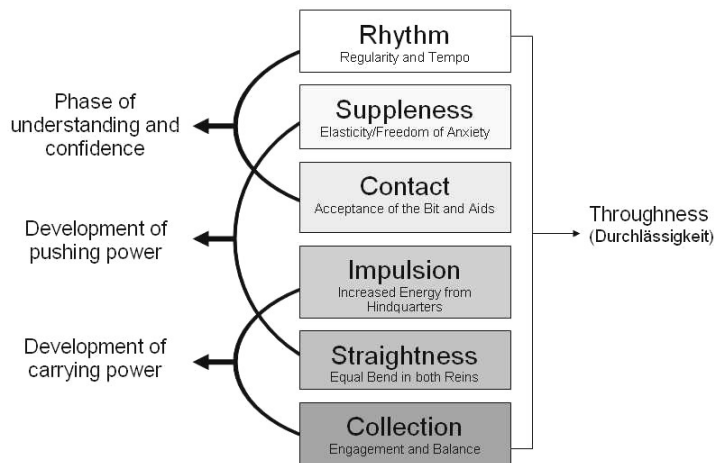 Rhythm
Regularity and Tempo
Suppleness
Elasticity/Freedom of Anxiety
Contact
Acceptance of the Bit and Aids
Impulsion
Increased Energy from
Hindquarters
Straightness
Equal Bend in both Reins
Collection
Engagement and Balance
Phase of
understanding and
confidence
Development of
pushing power
Development of
carrying power
Throughness
(Durchlässigkeit)